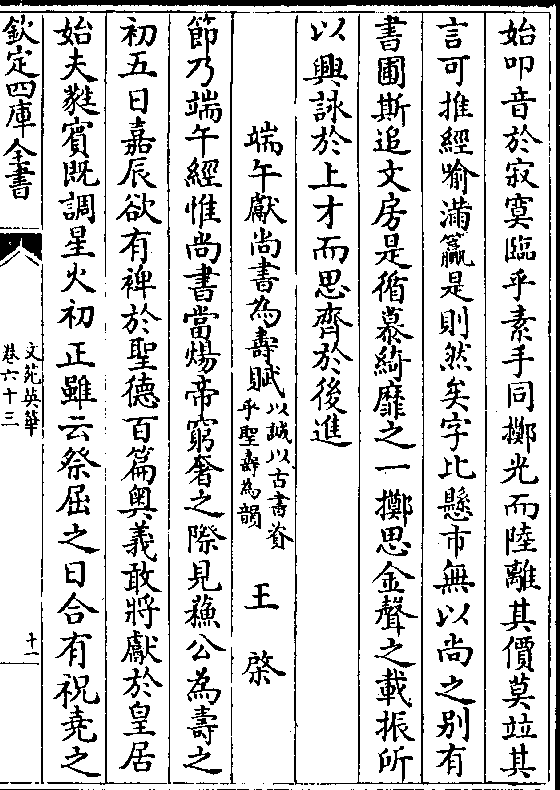 始叩音於寂寞臨乎素手同擲光而陸離其價莫竝其
言可推經喻滿籯是則然矣字比懸市無以尚之别有
書圃斯追文房是循慕綺靡之一擲思金聲之載振所
以興詠於上才而思齊於後進
端午獻尚書為壽賦以誠以古書資乎聖壽為韻 王棨
節乃端午經惟尚書當煬帝窮奢之際見蘓公為壽之
初五日嘉辰欲有裨於聖德百篇奥義敢將獻於皇居
始夫蕤賓既調星火初正雖云祭屈之日合有祝堯之
欽定四庫全書
文苑英華
卷六十三
十一